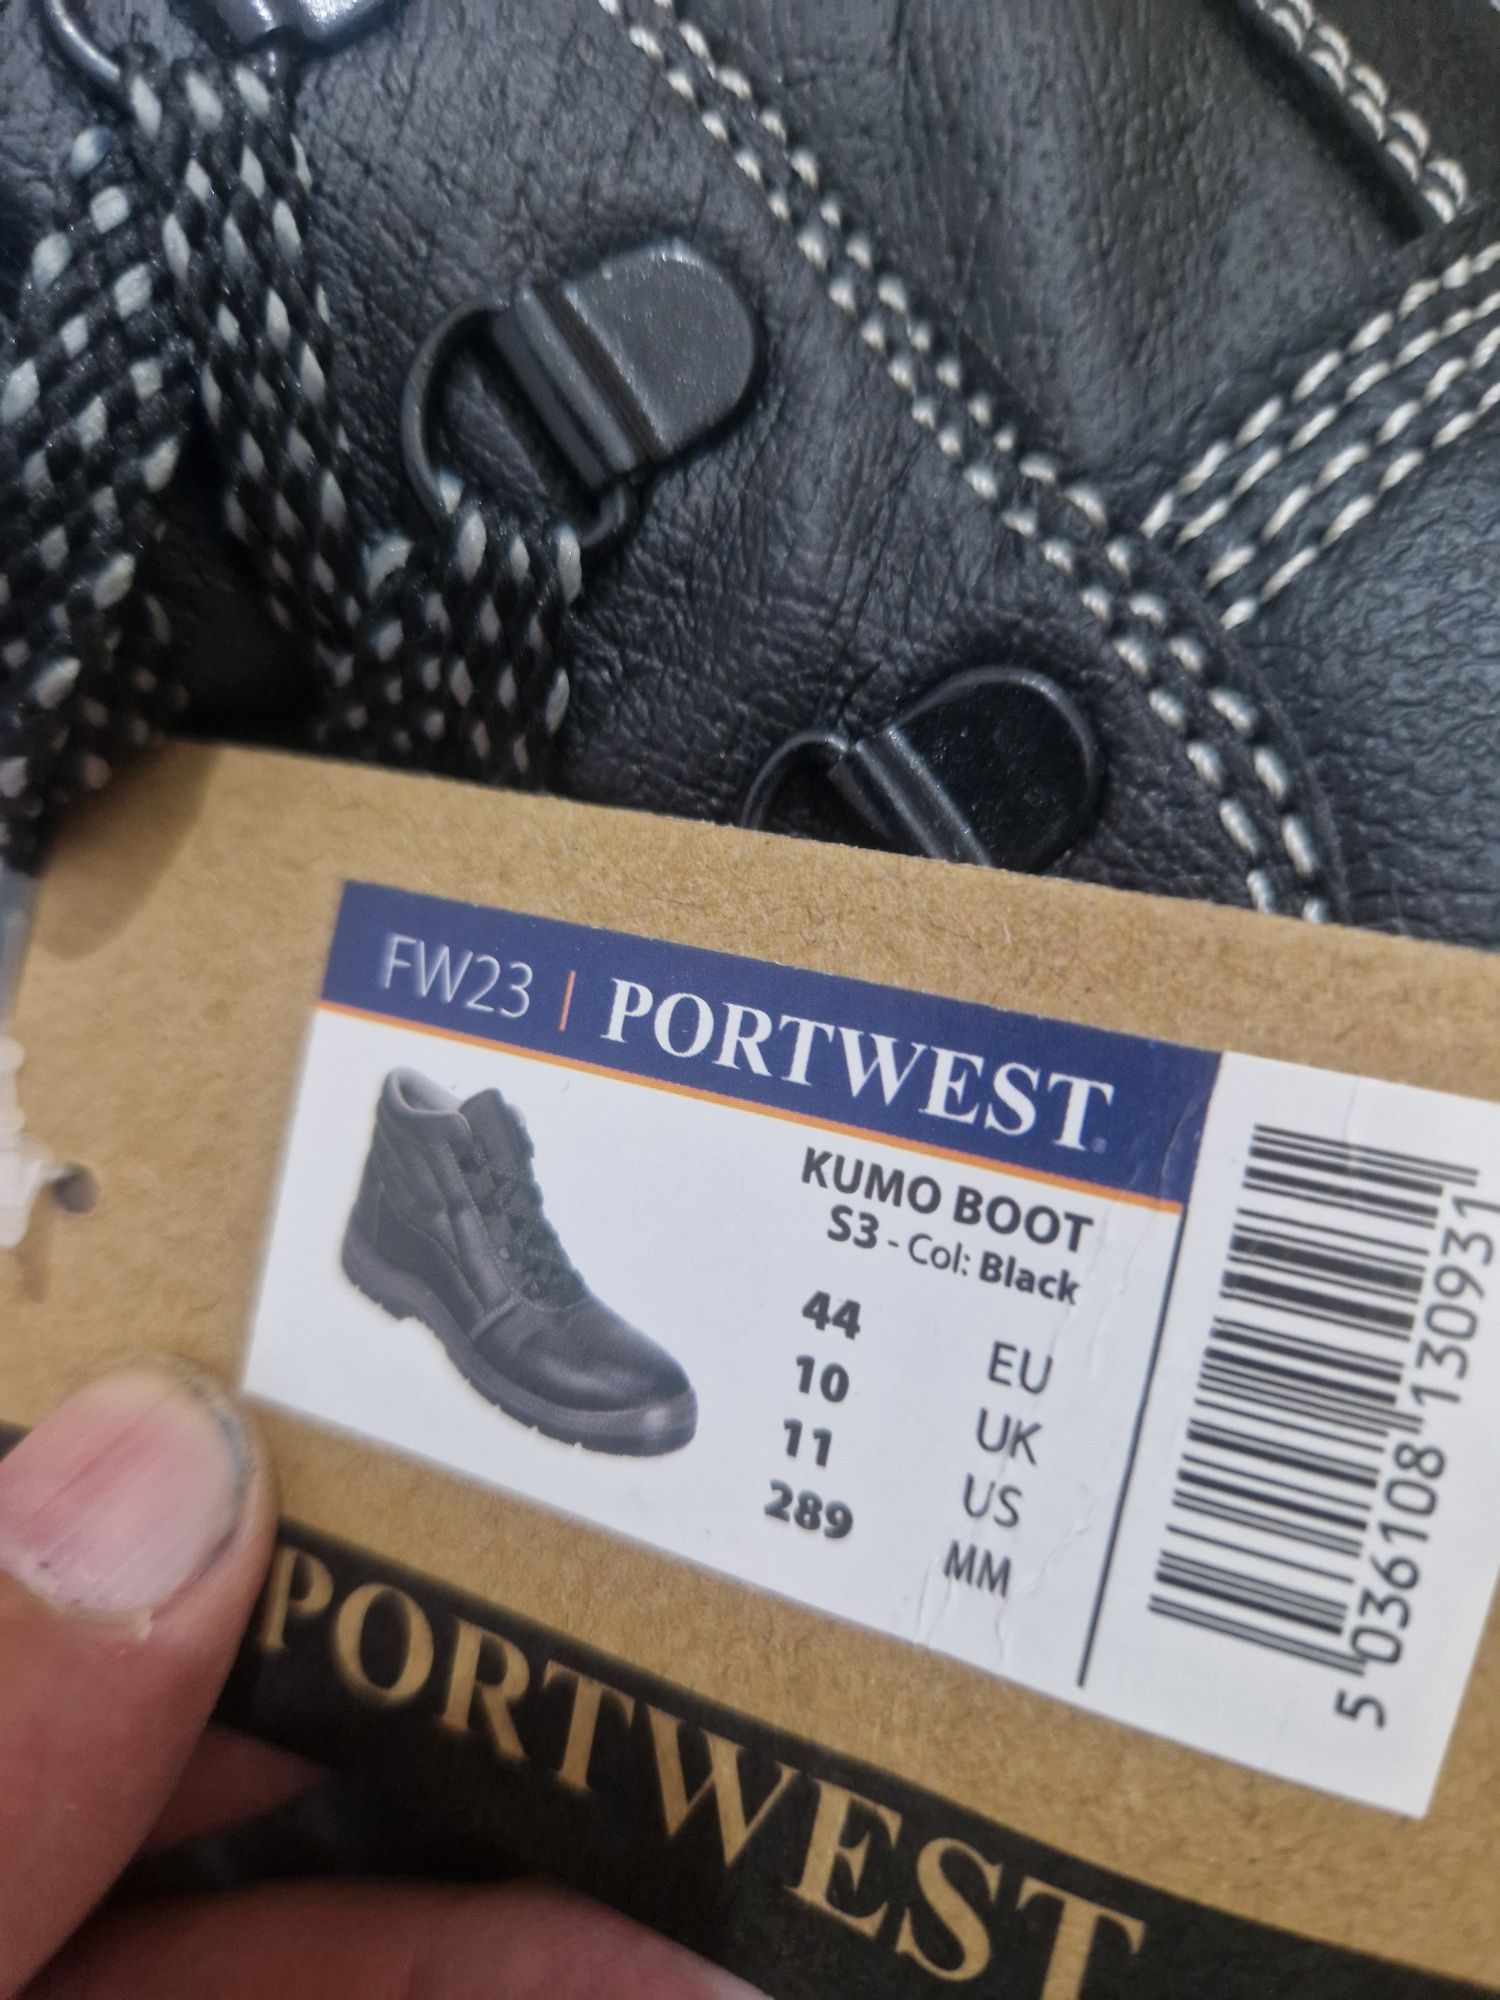 FW23 | PORTWEST
KUMO BOOT
S3 - Col: Black
44 EU
10 UK
11 US
289 MM
5 036108 130931
PORTWEST